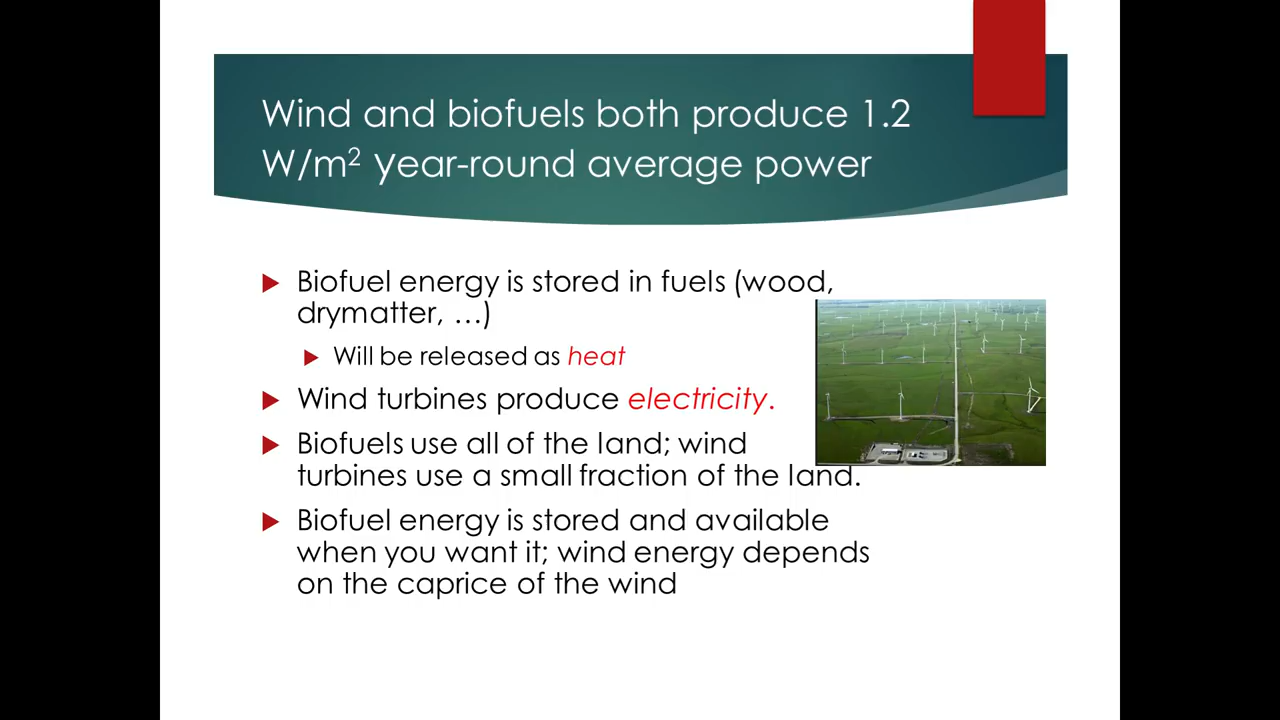 Wind and biofuels both produce 1.2
W/m² year-round average power
Biofuel energy is stored in fuels (wood,
drymatter, …)
Will be released as heat
Wind turbines produce electricity.
Biofuels use all of the land; wind
turbines use a small fraction of the land.
Biofuel energy is stored and available
when you want it; wind energy depends
on the caprice of the wind